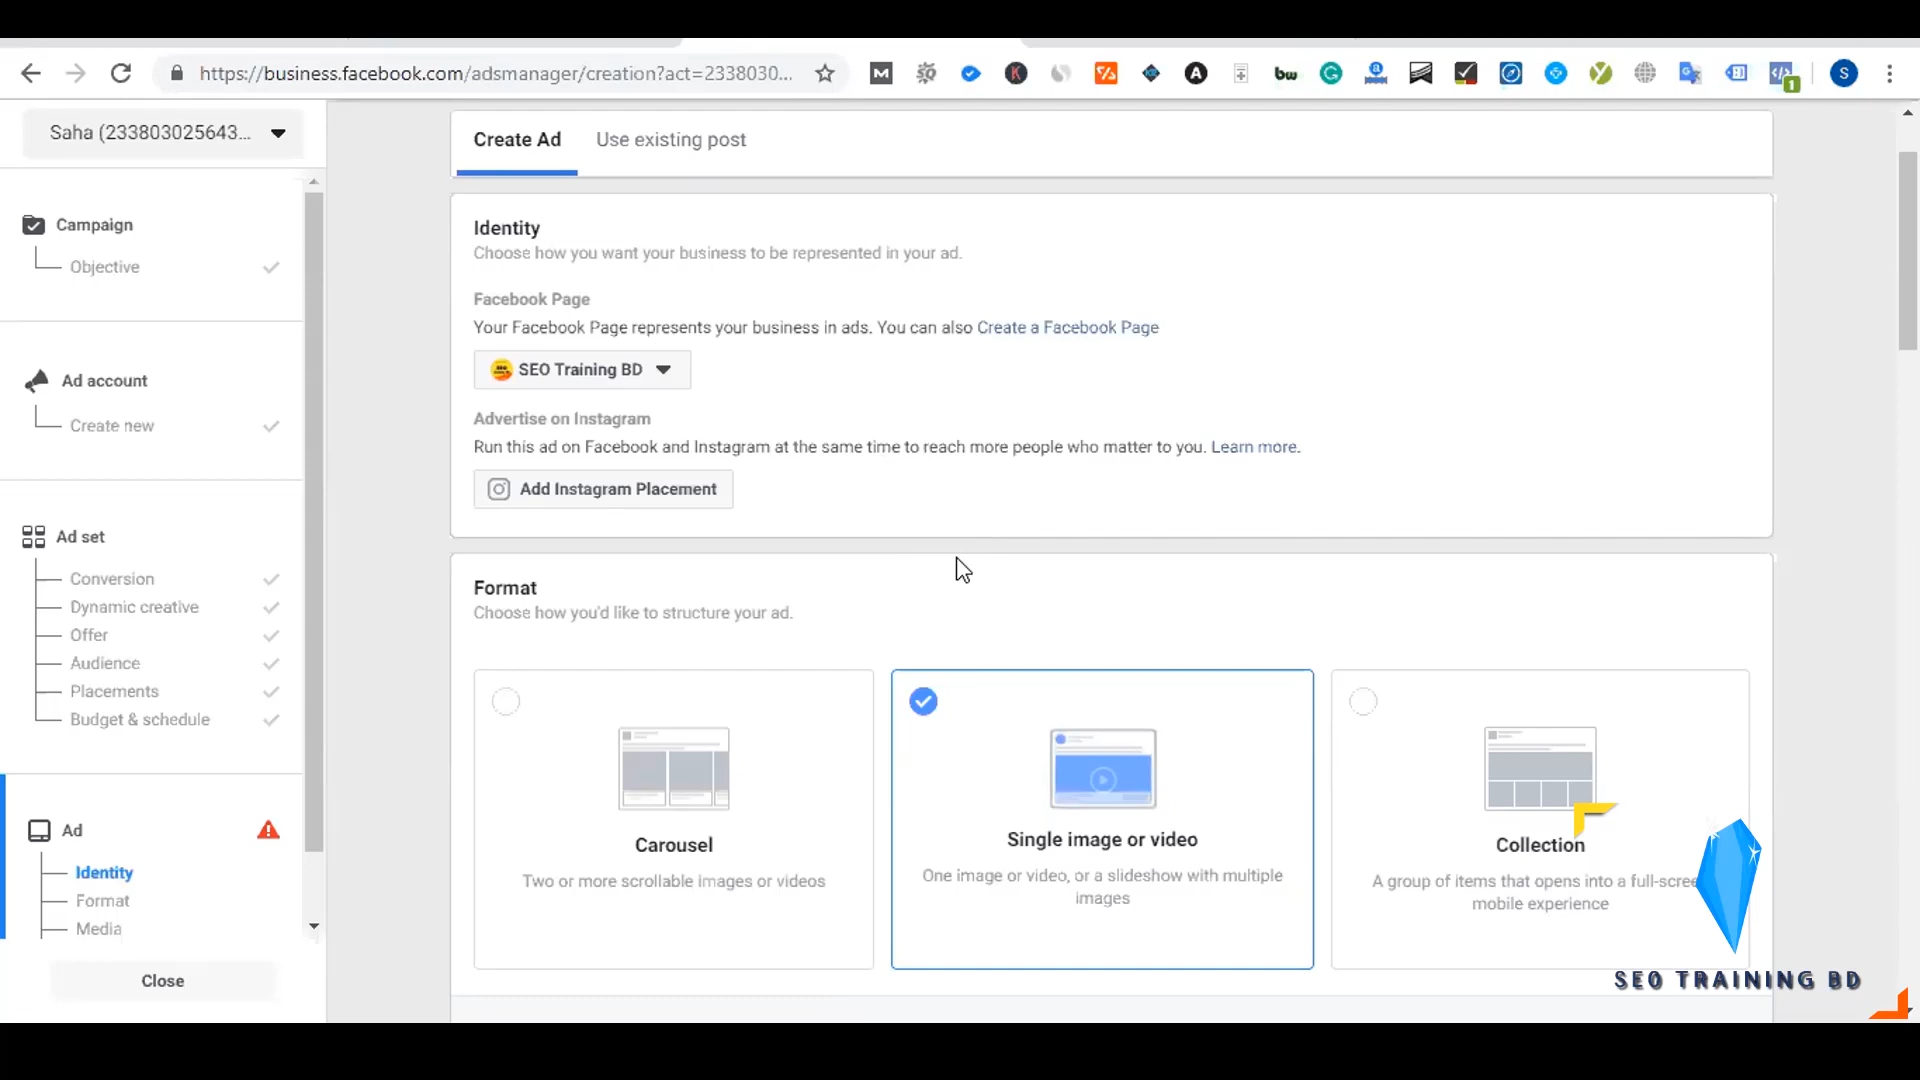 https://business.facebook.com/adsmanager/creation?act=2338030...
Saha (233803025643...
Create Ad
Use existing post
Campaign
Objective
Ad account
Create new
Ad set
Conversion
Dynamic creative
Offer
Audience
Placements
Budget & schedule
Ad
Identity
Format
Media
Close
Identity
Choose how you want your business to be represented in your ad.
Facebook Page
Your Facebook Page represents your business in ads. You can also Create a Facebook Page
SEO Training BD
Advertise on Instagram
Run this ad on Facebook and Instagram at the same time to reach more people who matter to you. Learn more.
Add Instagram Placement
Format
Choose how you'd like to structure your ad.
Carousel
Two or more scrollable images or videos
Single image or video
One image or video, or a slideshow with multiple
images
Collection
A group of items that opens into a full-scree
mobile experience
SEO TRAINING BD